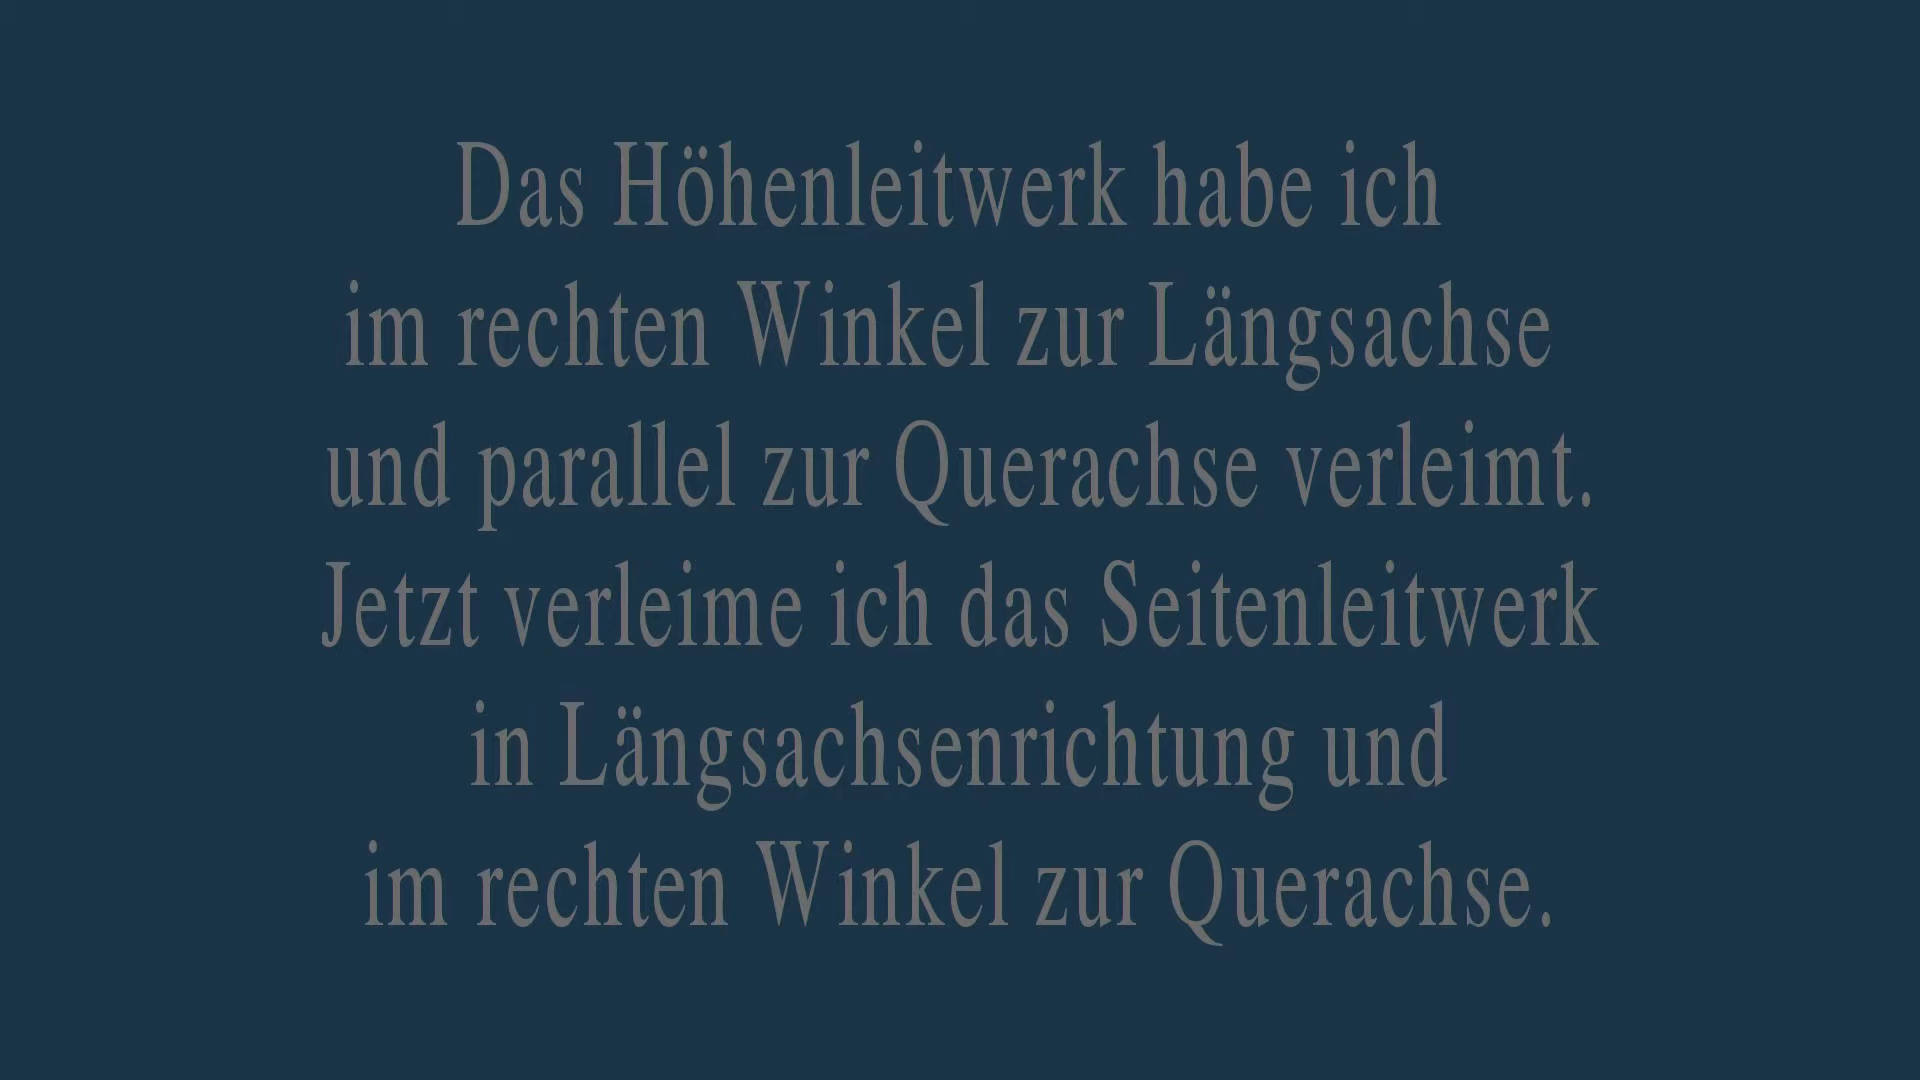 Das Höhenleitwerk habe ich
im rechten Winkel zur Längsachse
und parallel zur Querachse verleimt.
Jetzt verleime ich das Seitenleitwerk
in Längsachsenrichtung und
im rechten Winkel zur Querachse.